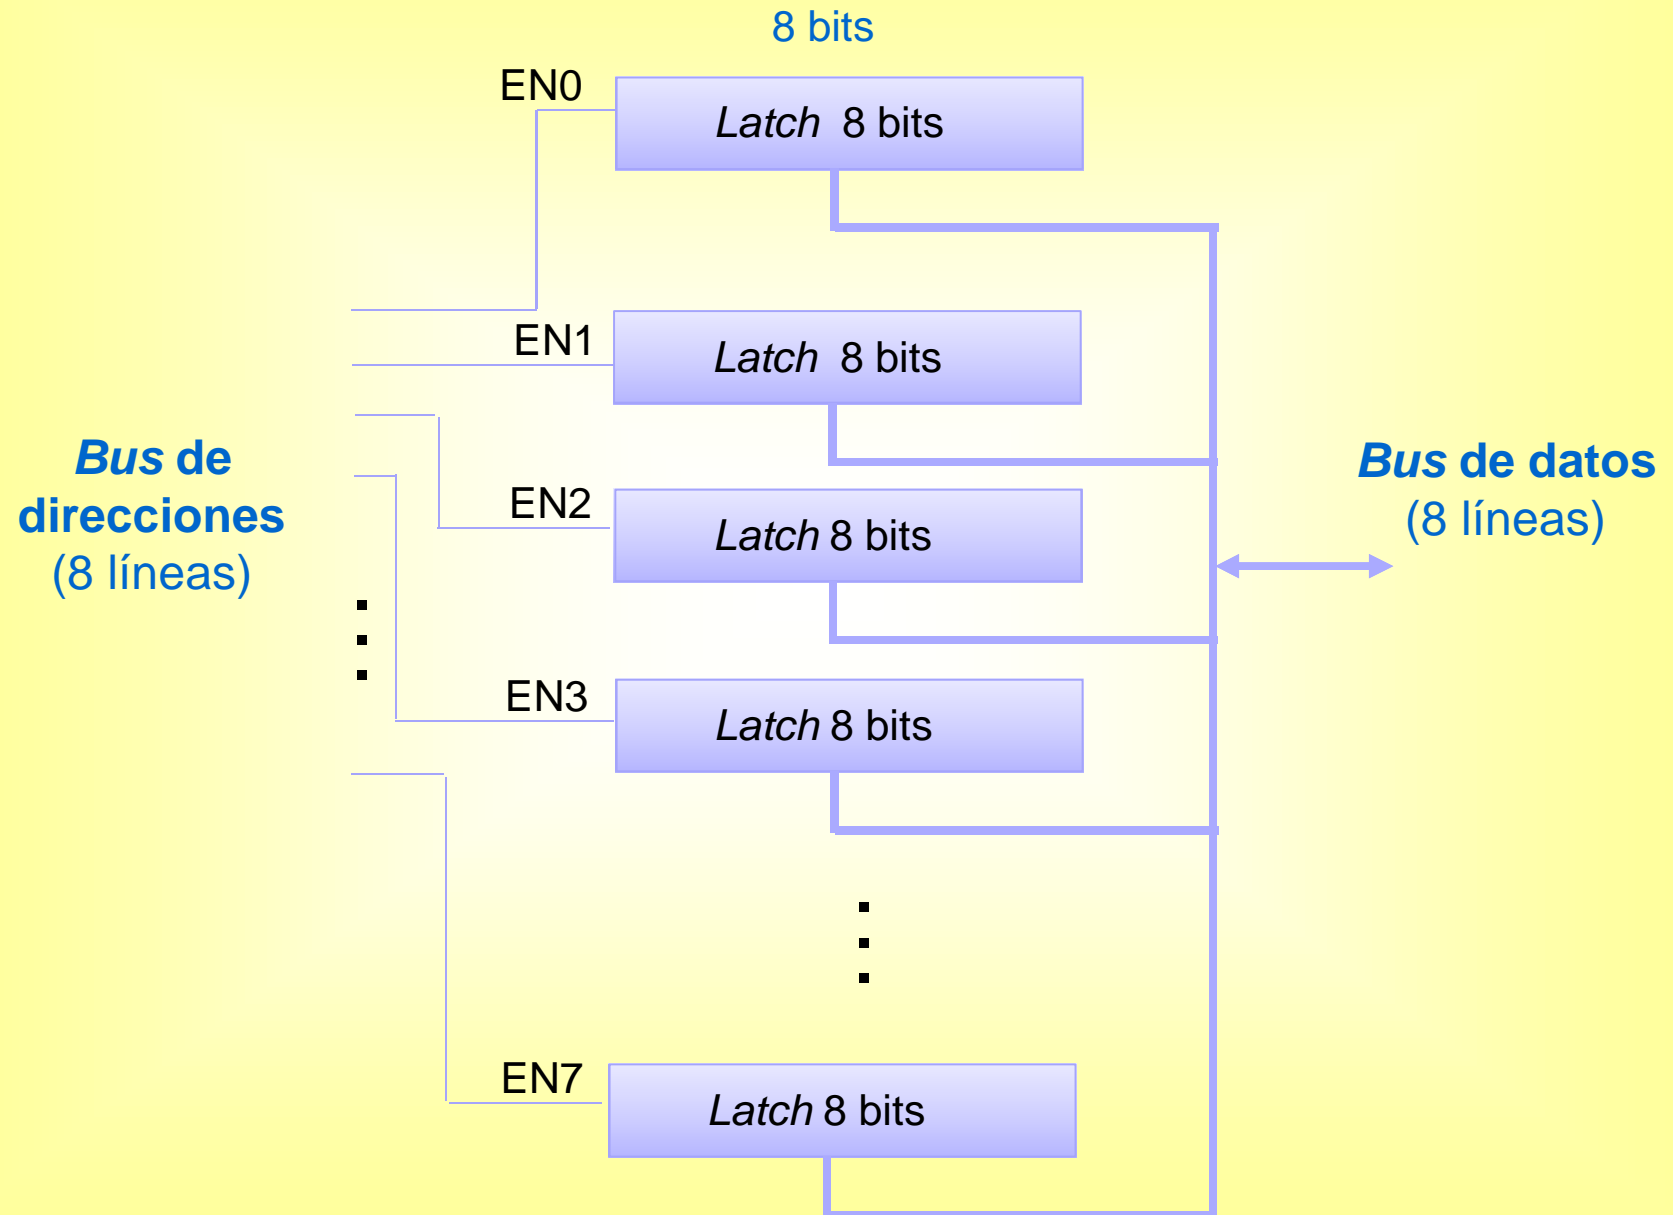 8 bits
EN0
Latch 8 bits
EN1
Latch 8 bits
Bus de
direcciones
(8 líneas)
EN2
Latch 8 bits
Bus de datos
(8 líneas)
EN3
Latch 8 bits
EN7
Latch 8 bits